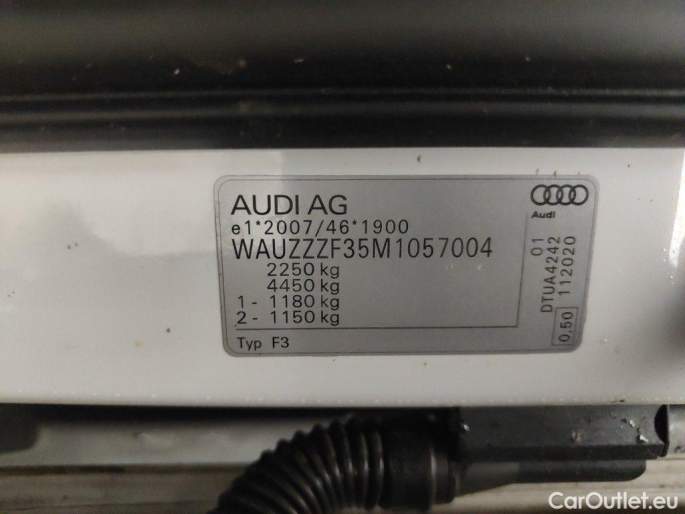 AUDI AG
e1*2007/46*1900
WAUZZZF35M1057004
2250 kg
4450 kg
1 - 1180 kg
2 - 1150 kg
Typ F3
Audi
01
DTUA4242
112020
0,50
CarOutlet.eu